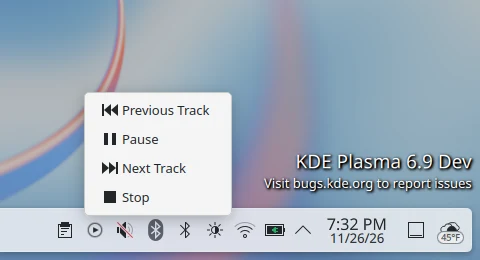 Previous Track
Pause
Next Track
Stop
KDE Plasma 6.9 Dev
Visit bugs.kde.org to report issues
7:32 PM
11/26/26
45°F